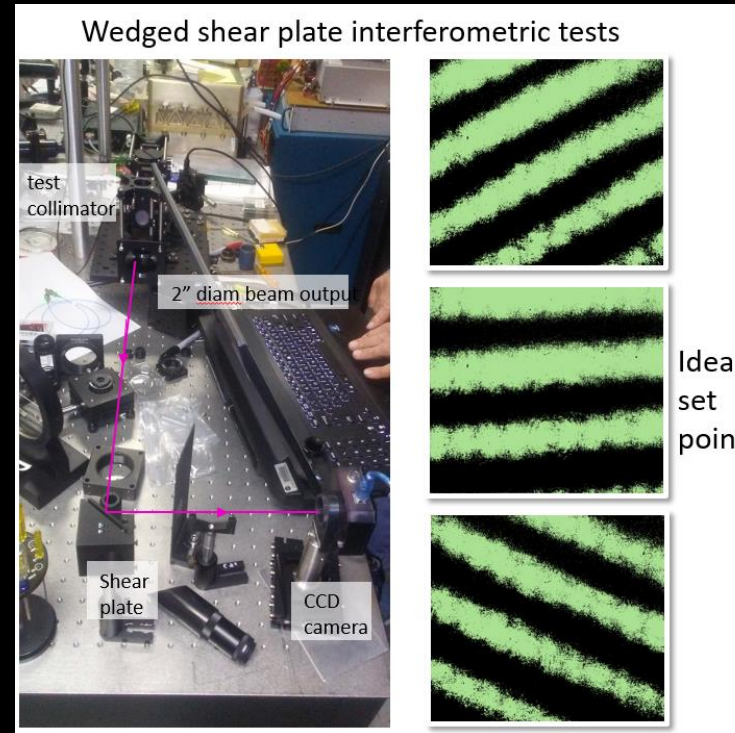 Wedged shear plate interferometric tests
test
collimator
2” diam beam output
Shear
plate
CCD
camera
Idea
set
poin